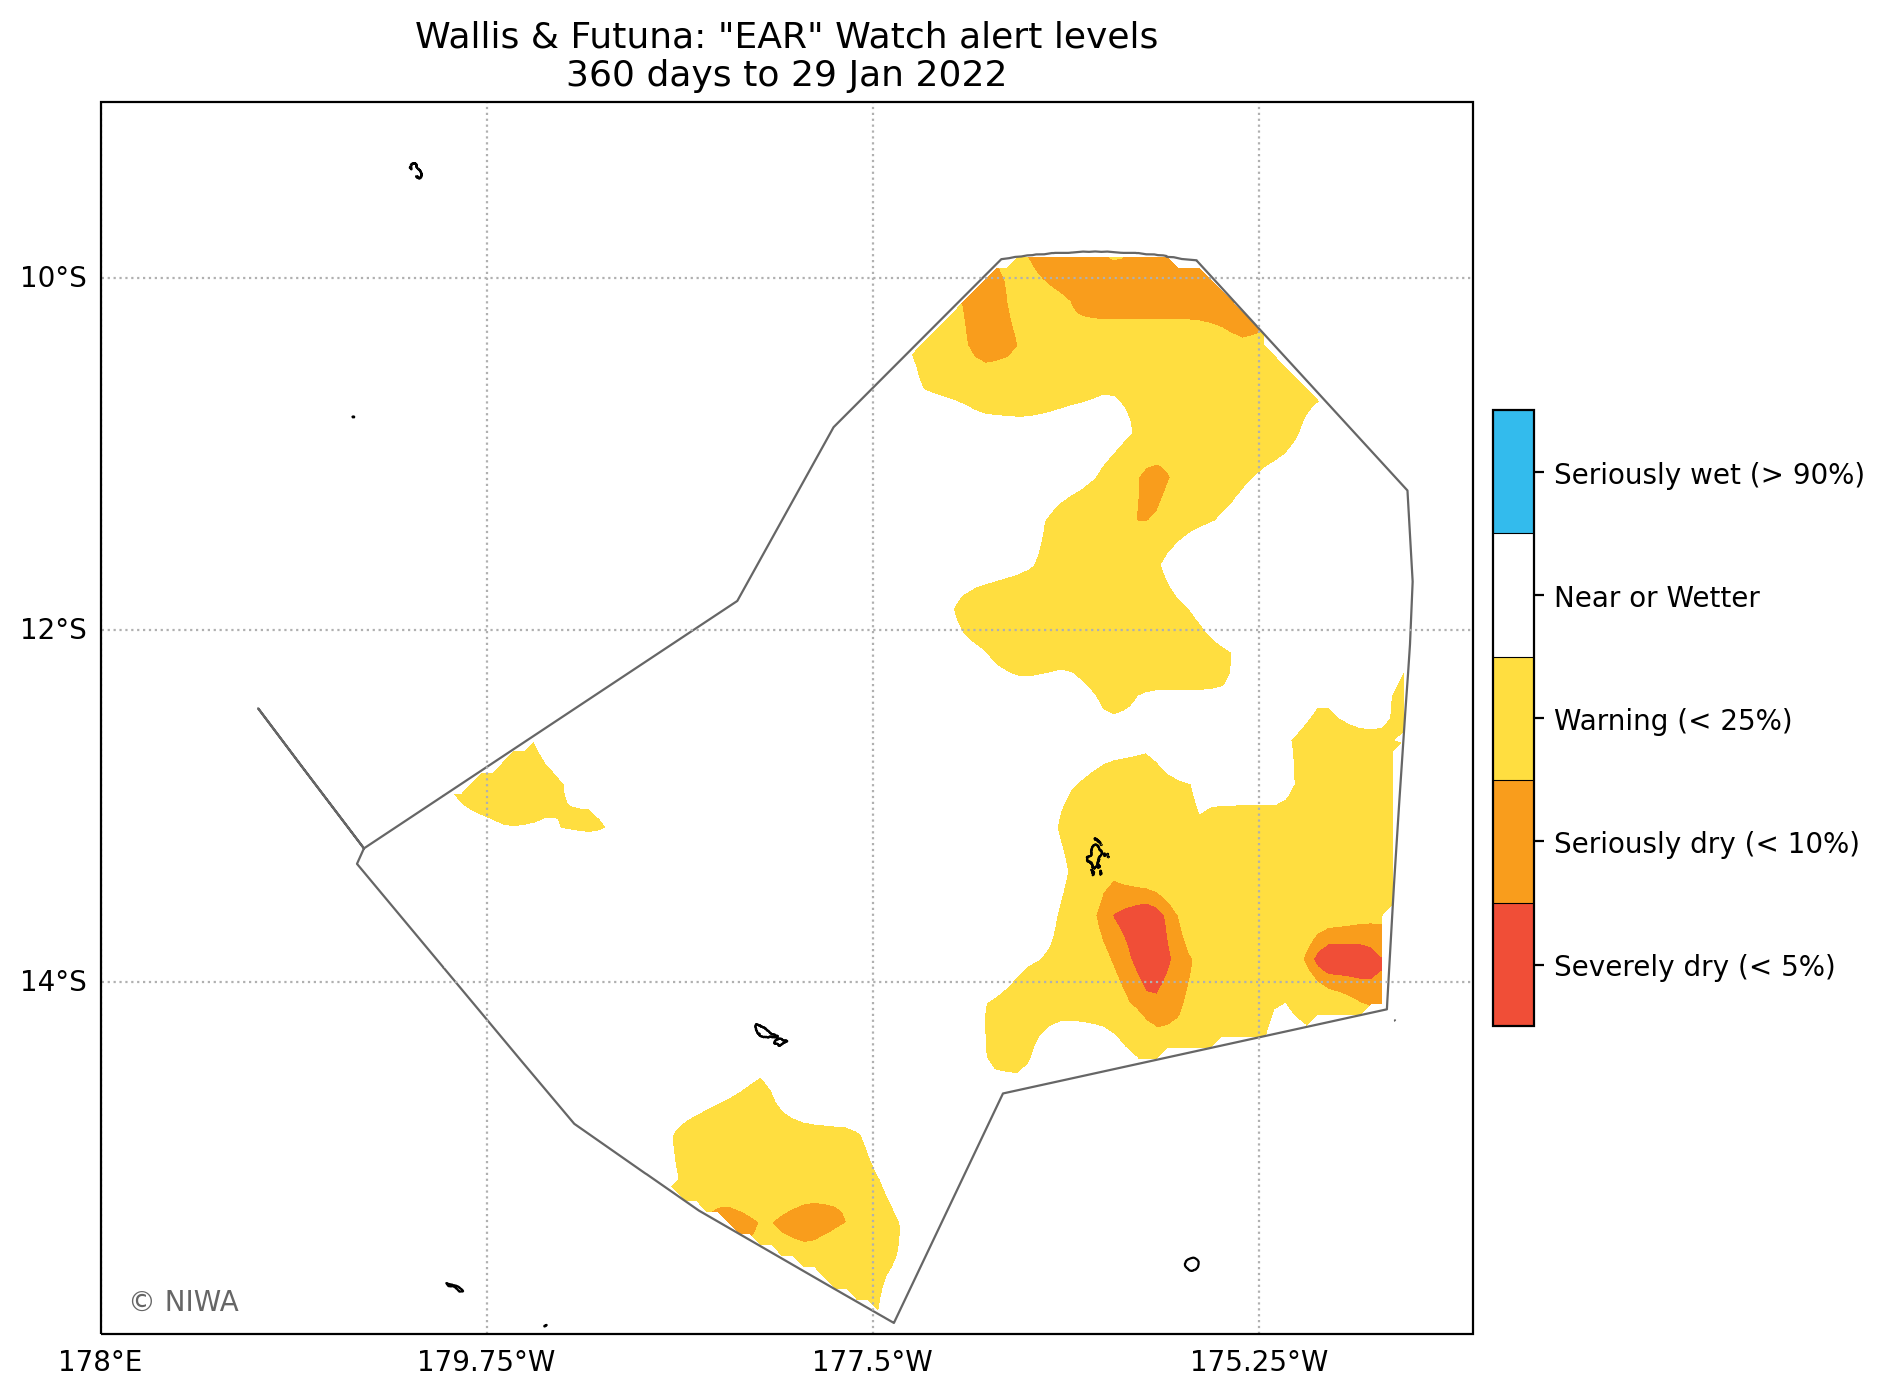 Wallis & Futuna: "EAR" Watch alert levels
360 days to 29 Jan 2022
10°S
12°S
14°S
178°E
179.75°W
177.5°W
175.25°W
© NIWA
Seriously wet (> 90%)
Near or Wetter
Warning (< 25%)
Seriously dry (< 10%)
Severely dry (< 5%)